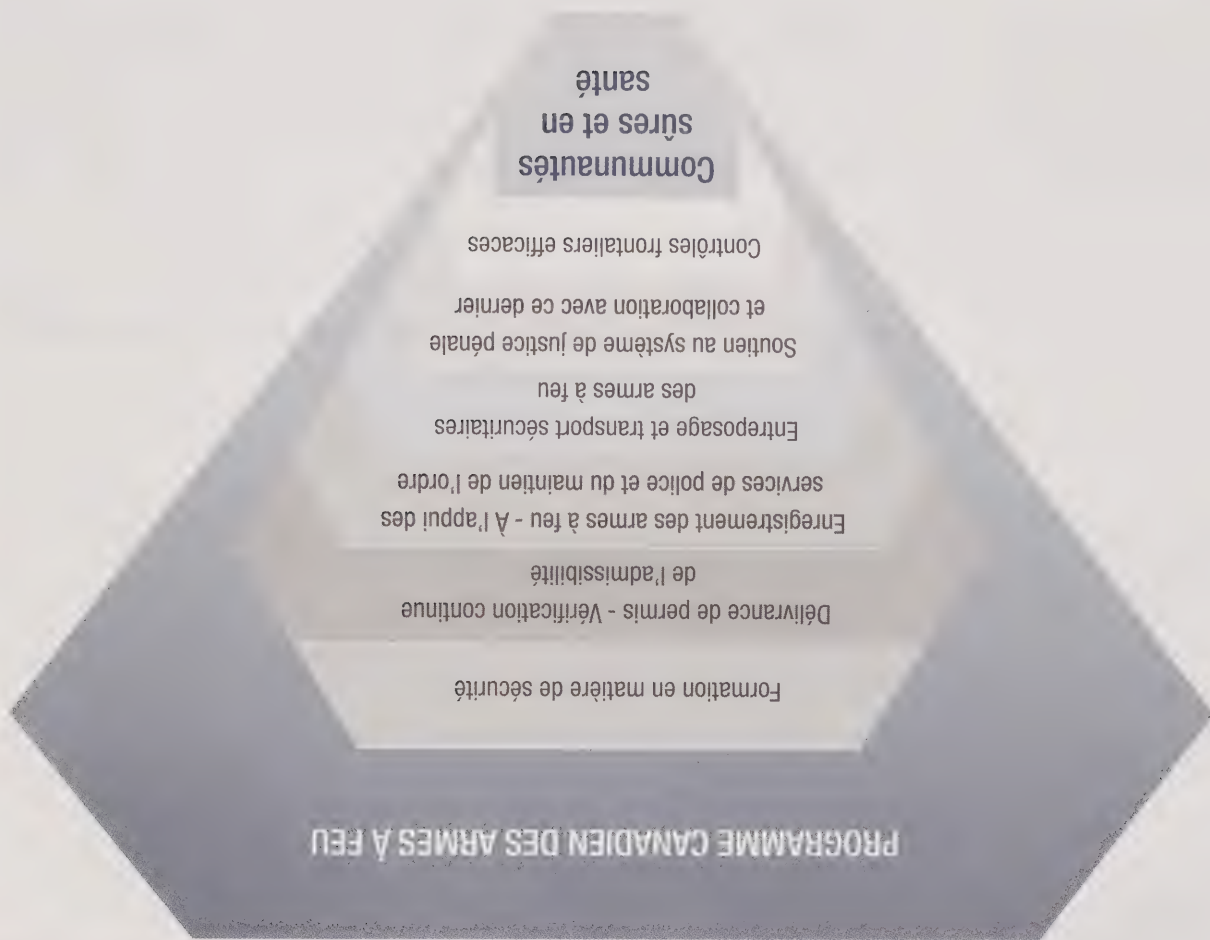 PROGRAMME CANADIEN DES ARMES À FEU
Formation en matière de sécurité
Délivrance de permis - Vérification continue
de l'admissibilité
Enregistrement des armes à feu - À l'appui des
services de police et du maintien de l'ordre
Entreposage et transport sécuritaires
des armes à feu
Soutien au système de justice pénale
et collaboration avec ce dernier
Contrôles frontaliers efficaces
Communautés
sûres et en
santé